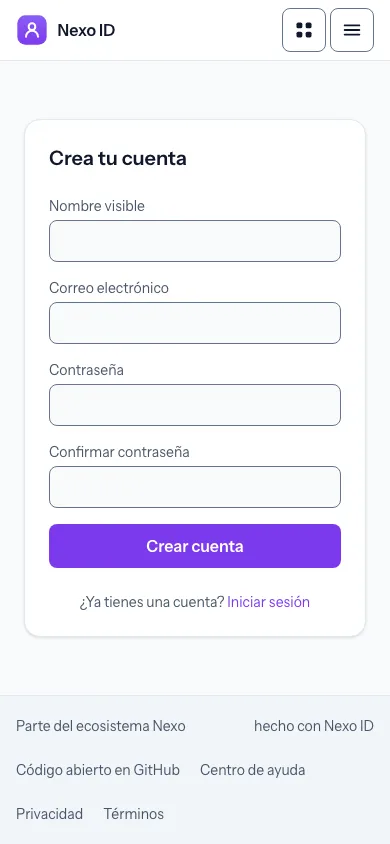 Nexo ID
Crea tu cuenta
Nombre visible
Correo electrónico
Contraseña
Confirmar contraseña
Crear cuenta
¿Ya tienes una cuenta? Iniciar sesión
Parte del ecosistema Nexo hecho con Nexo ID
Código abierto en GitHub Centro de ayuda
Privacidad Términos